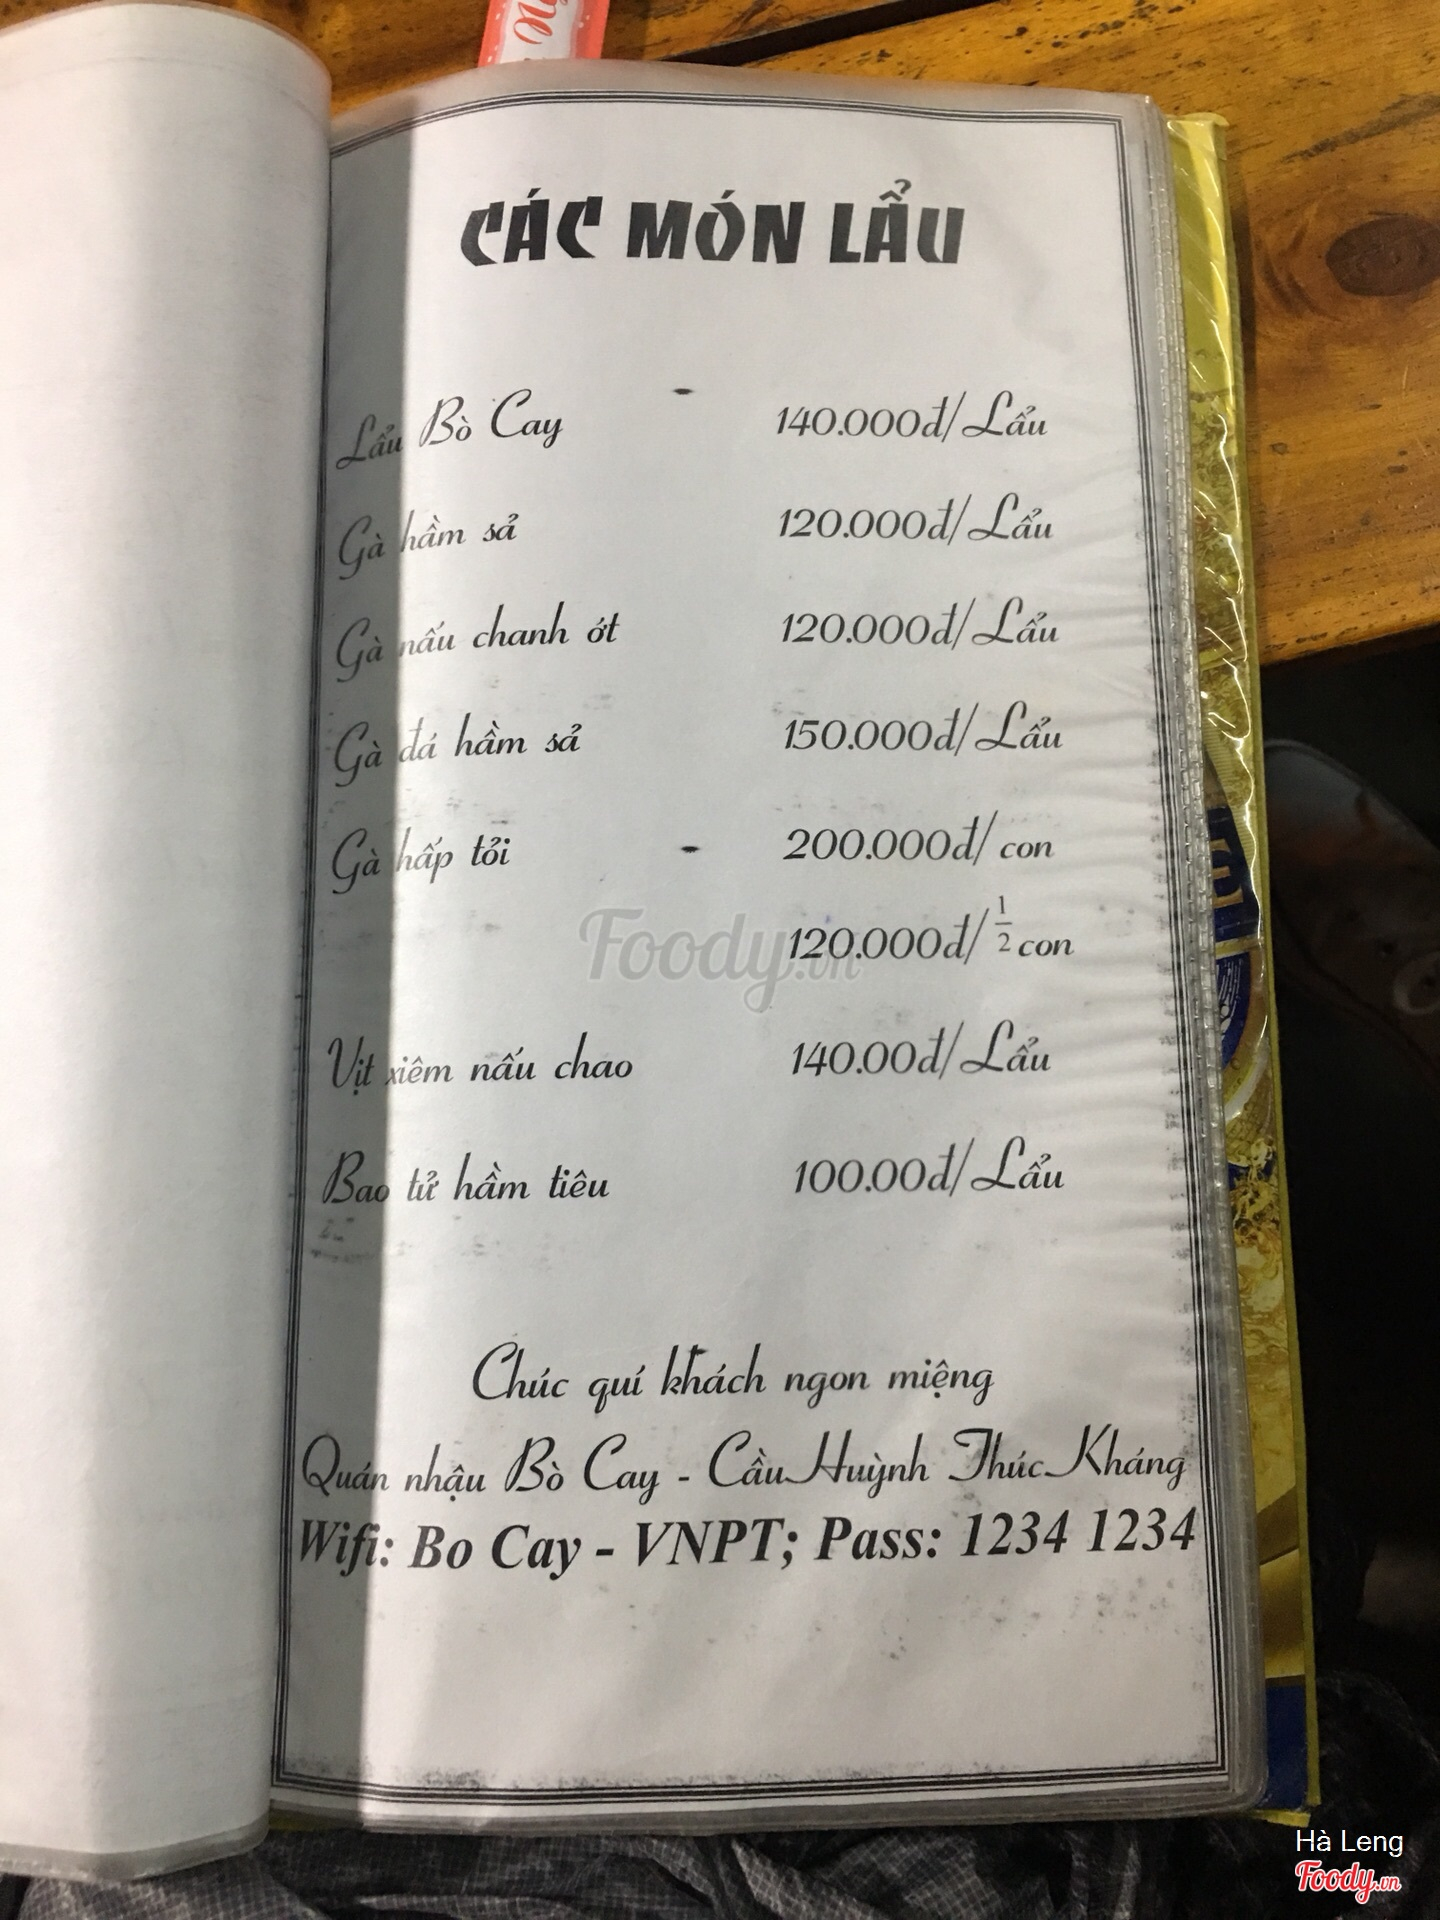 CÁC MÓN LẨU
Lẩu Bò Cay 140.000đ/Lẩu
Gà hầm sả 120.000đ/Lẩu
Gà nấu chanh ớt 120.000đ/Lẩu
Gà đá hầm sả 150.000đ/Lẩu
Gà hấp tỏi 200.000đ/con
120.000đ/½ con
Foody.vn
Vịt xiêm nấu chao 140.00đ/Lẩu
Bao tử hầm tiêu 100.00đ/Lẩu
Chúc quí khách ngon miệng
Quán nhậu Bò Cay - Cầu Huỳnh Thúc Kháng
Wifi: Bo Cay - VNPT; Pass: 1234 1234
Hà Leng
Foody.vn